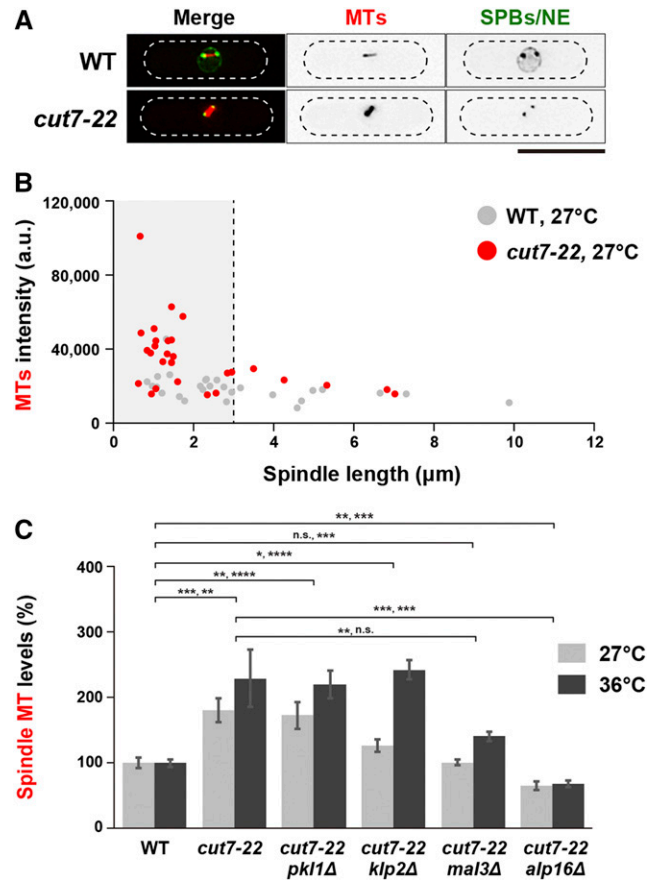 A
Merge MTs SPBs/NE
WT
cut7-22
B
120,000
80,000
40,000
0
MTs intensity (a.u.)
WT, 27°C
cut7-22, 27°C
0 2 4 6 8 10 12
Spindle length (µm)
C
**, ***
n.s., ***
*, ****
**, ****
***, **
***, ***
**, n.s.
400
300
200
100
0
Spindle MT levels (%)
27°C
36°C
WT cut7-22 cut7-22 cut7-22 cut7-22 cut7-22
pkl1Δ klp2Δ mal3Δ alp16Δ